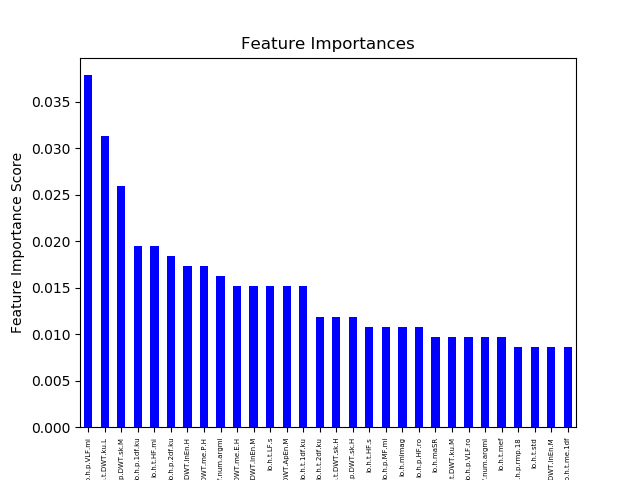 Feature Importances
Feature Importance Score
0.035
0.030
0.025
0.020
0.015
0.010
0.005
0.000
o.h.p.VLF.mi
.t.DWT.ku.L
p.DWT.sk.M
lo.h.p.1df.ku
lo.h.t.HF.mi
lo.h.p.2df.ku
DWT.lnEn.H
DWT.me.P.H
.num.argmi
DWT.me.E.H
DWT.lnEn.M
lo.h.t.LF.s
DWT.ApEn.M
lo.h.t.1df.ku
lo.h.t.2df.ku
.t.DWT.sk.H
p.DWT.sk.H
lo.h.t.HF.s
lo.h.p.MF.mi
lo.h.mimag
lo.h.p.HF.ro
lo.h.maSR
.t.DWT.ku.M
lo.h.p.VLF.ro
.num.argmi
lo.h.t.mef
.h.p.rmp.18
lo.h.t.std
DWT.lnEn.M
o.h.t.me.1df